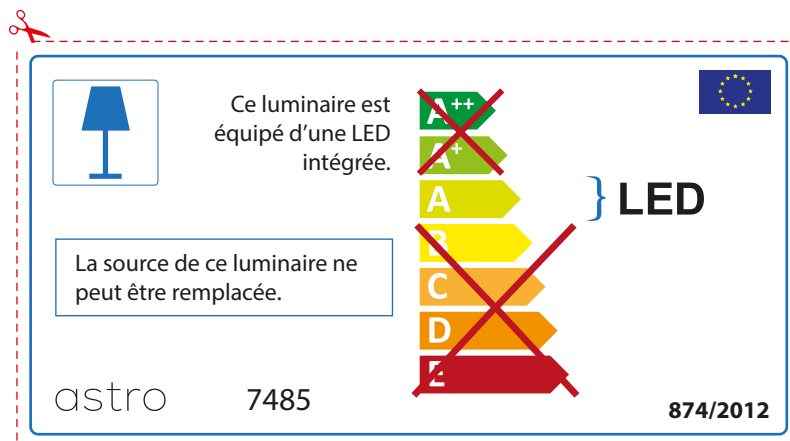 Ce luminaire est
équipé d’une LED
intégrée.
A++
A+
A
B
C
D
E
LED
La source de ce luminaire ne
peut être remplacée.
astro
7485
874/2012